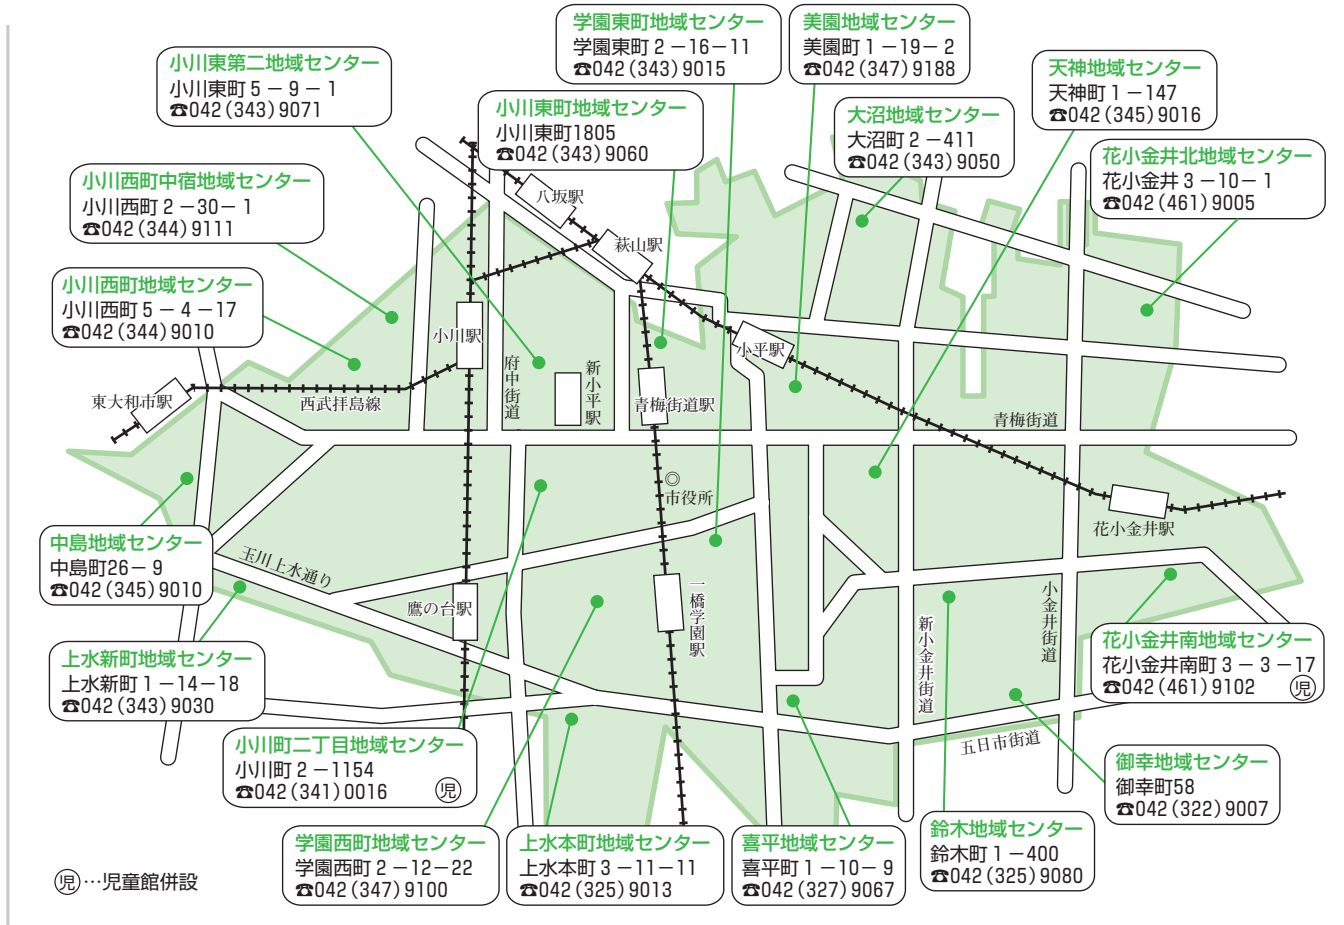 学園東町地域センター
学園東町２－16－11
☎042(343)9015
美園地域センター
美園町１－19－２
☎042(347)9188
小川東第二地域センター
小川東町５－９－１
☎042(343)9071
天神地域センター
天神町１－147
☎042(345)9016
小川東町地域センター
小川東町1805
☎042(343)9060
大沼地域センター
大沼町２－411
☎042(343)9050
花小金井北地域センター
花小金井３－10－１
☎042(461)9005
小川西町中宿地域センター
小川西町２－30－１
☎042(344)9111
小川西町地域センター
小川西町５－４－17
☎042(344)9010
八坂駅
萩山駅
小川駅
小平駅
新小平駅
府中街道
東大和市駅
西武拝島線
青梅街道駅
青梅街道
◎
市役所
花小金井駅
中島地域センター
中島町26－９
☎042(345)9010
玉川上水通り
鷹の台駅
一橋学園駅
新小金井街道
小金井街道
五日市街道
上水新町地域センター
上水新町１－14－18
☎042(343)9030
花小金井南地域センター
花小金井南町３－３－17
☎042(461)9102
児
小川町二丁目地域センター
小川町２－1154
☎042(341)0016
児
御幸地域センター
御幸町58
☎042(322)9007
学園西町地域センター
学園西町２－12－22
☎042(347)9100
上水本町地域センター
上水本町３－11－11
☎042(325)9013
喜平地域センター
喜平町１－10－９
☎042(327)9067
鈴木地域センター
鈴木町１－400
☎042(325)9080
児…児童館併設